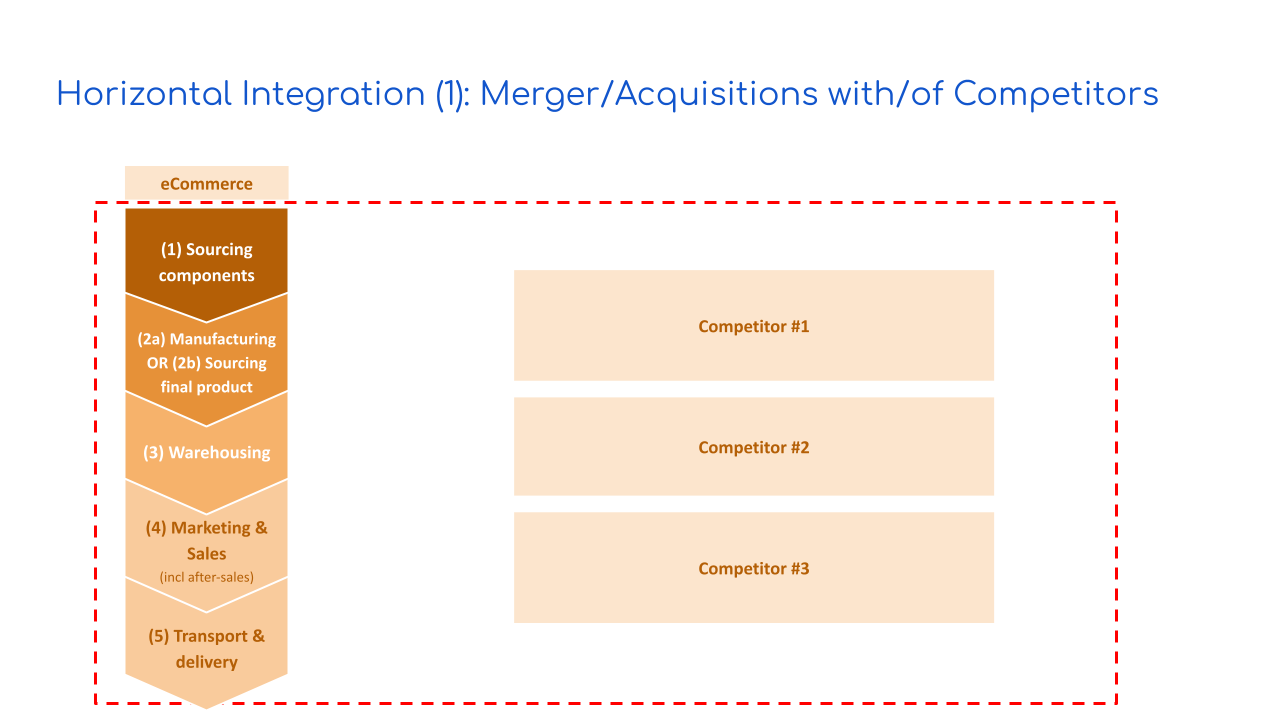 Horizontal Integration (1): Merger/Acquisitions with/of Competitors
eCommerce
(1) Sourcing
components
(2a) Manufacturing
OR (2b) Sourcing
final product
(3) Warehousing
(4) Marketing &
Sales
(incl after-sales)
(5) Transport &
delivery
Competitor #1
Competitor #2
Competitor #3